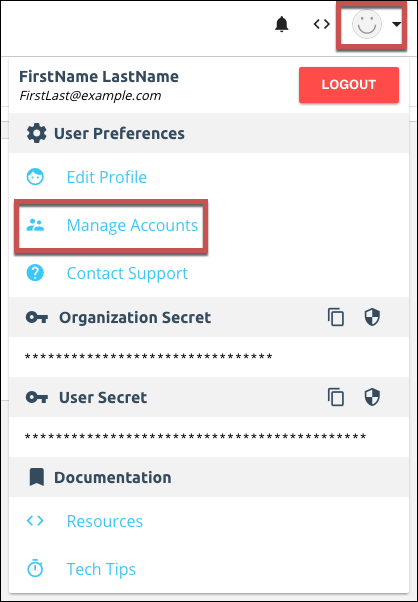 FirstName LastName
FirstLast@example.com
LOGOUT
User Preferences
Edit Profile
Manage Accounts
Contact Support
Organization Secret
********************************
User Secret
********************************************
Documentation
Resources
Tech Tips